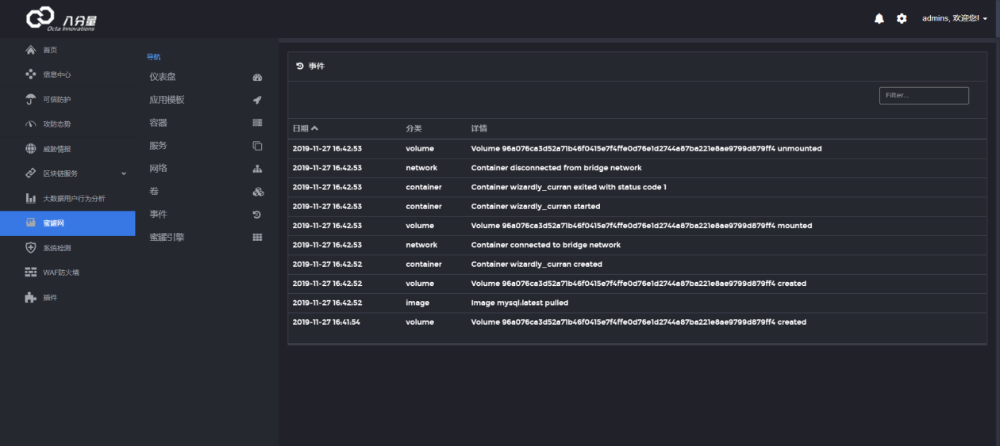 八分量
Octa Innovations
admins, 欢迎您!
首页
信息中心
可信防护
攻防态势
威胁情报
区块链服务
大数据用户行为分析
蜜罐网
系统检测
WAF防火墙
插件
导航
仪表盘
应用模板
容器
服务
网络
卷
事件
蜜罐引擎
事件
Filter...
日期 分类 详情
2019-11-27 16:42:53 volume Volume 96a076ca3d52a71b46f0415e7f4ffe0d76e1d2744a87ba221e8ae9799d879ff4 unmounted
2019-11-27 16:42:53 network Container disconnected from bridge network
2019-11-27 16:42:53 container Container wizardly_curran exited with status code 1
2019-11-27 16:42:53 container Container wizardly_curran started
2019-11-27 16:42:53 volume Volume 96a076ca3d52a71b46f0415e7f4ffe0d76e1d2744a87ba221e8ae9799d879ff4 mounted
2019-11-27 16:42:53 network Container connected to bridge network
2019-11-27 16:42:52 container Container wizardly_curran created
2019-11-27 16:42:52 volume Volume 96a076ca3d52a71b46f0415e7f4ffe0d76e1d2744a87ba221e8ae9799d879ff4 created
2019-11-27 16:42:52 image Image mysql:latest pulled
2019-11-27 16:41:54 volume Volume 96a076ca3d52a71b46f0415e7f4ffe0d76e1d2744a87ba221e8ae9799d879ff4 created